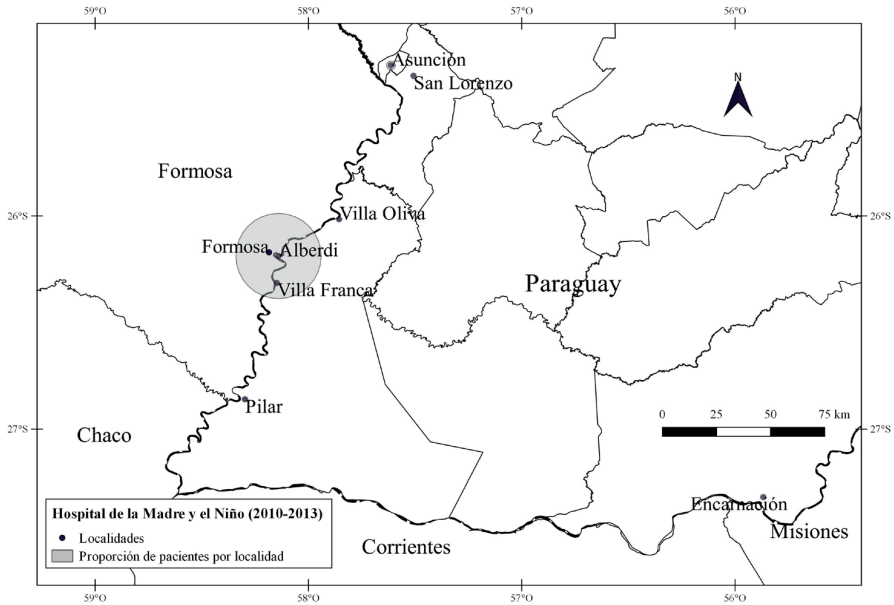 59°O 58°O 57°O 56°O
Asunción
San Lorenzo
N
Formosa
26°S 26°S
Villa Oliva
Formosa Alberdi
Villa Franca
Paraguay
Pilar
0 25 50 75 km
27°S 27°S
Chaco
Encarnación
Misiones
Corrientes
Hospital de la Madre y el Niño (2010-2013)
Localidades
Proporción de pacientes por localidad
59°O 58°O 57°O 56°O